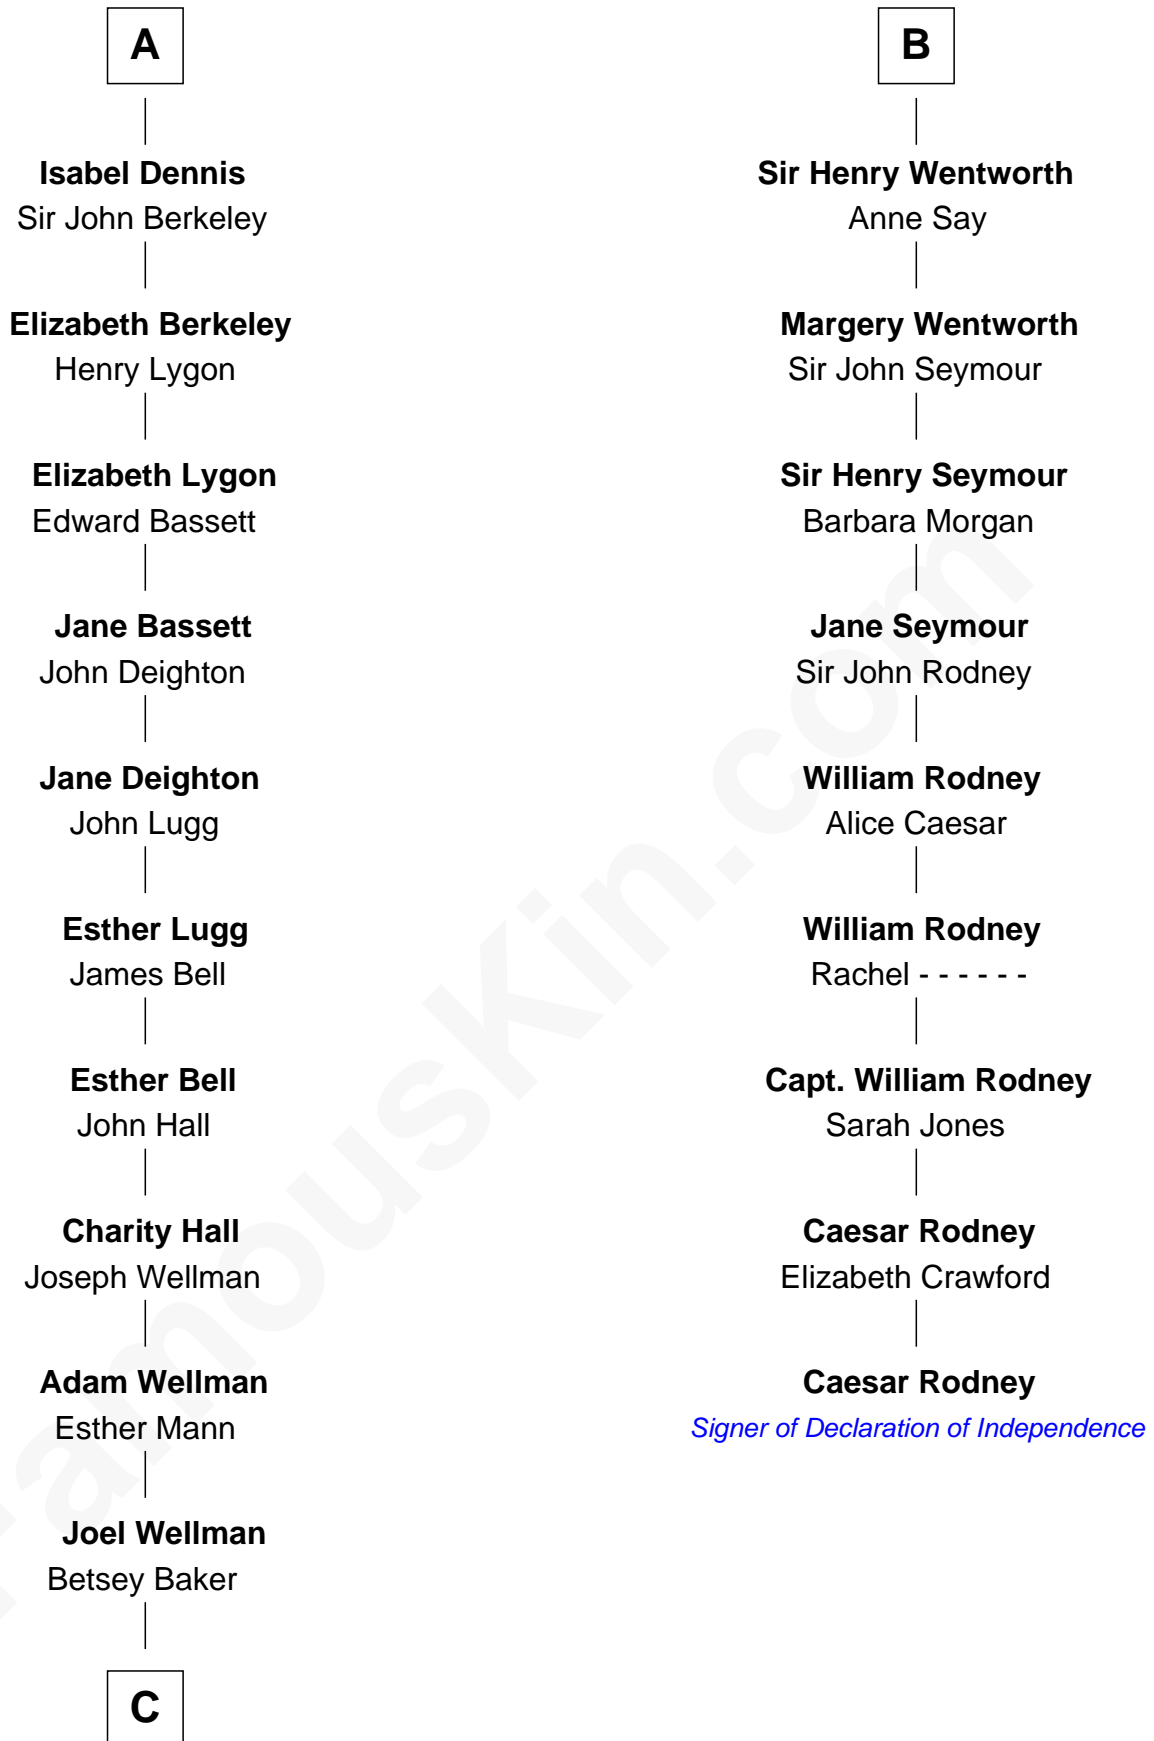 A
Isabel Dennis
Sir John Berkeley
Elizabeth Berkeley
Henry Lygon
Elizabeth Lygon
Edward Bassett
Jane Bassett
John Deighton
Jane Deighton
John Lugg
Esther Lugg
James Bell
Esther Bell
John Hall
Charity Hall
Joseph Wellman
Adam Wellman
Esther Mann
Joel Wellman
Betsey Baker
C
B
Sir Henry Wentworth
Anne Say
Margery Wentworth
Sir John Seymour
Sir Henry Seymour
Barbara Morgan
Jane Seymour
Sir John Rodney
William Rodney
Alice Caesar
William Rodney
Rachel - - - - - -
Capt. William Rodney
Sarah Jones
Caesar Rodney
Elizabeth Crawford
Caesar Rodney
Signer of Declaration of Independence
FamousKin.com